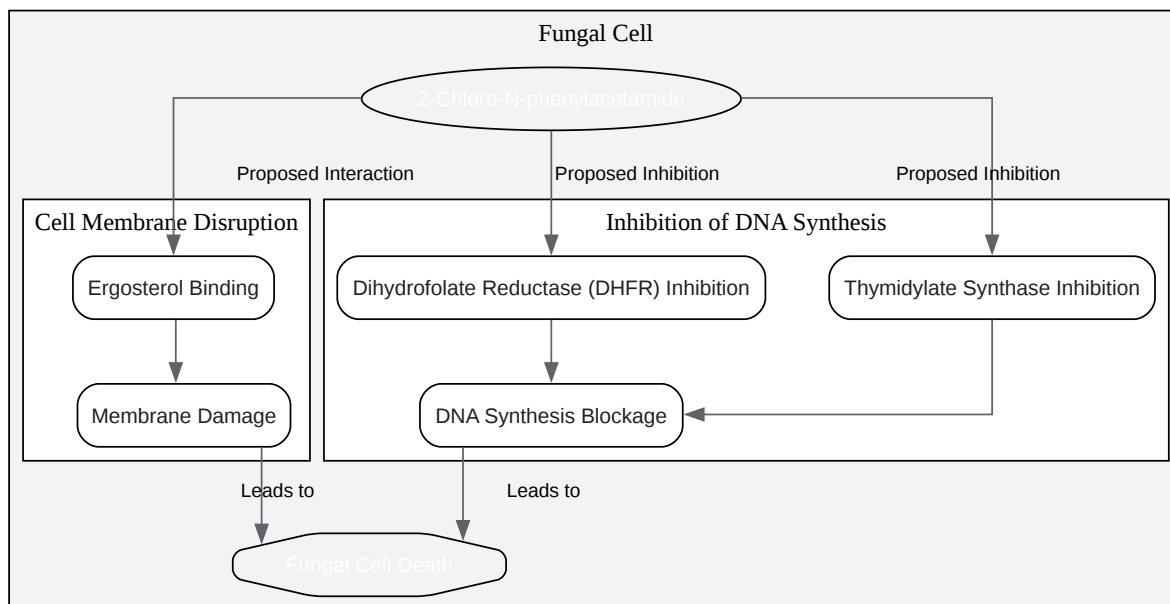 Fungal Cell
2-Chloro-N-phenylacetamide
Proposed Interaction
Proposed Inhibition
Proposed Inhibition
Cell Membrane Disruption
Inhibition of DNA Synthesis
Ergosterol Binding
Dihydrofolate Reductase (DHFR) Inhibition
Thymidylate Synthase Inhibition
Membrane Damage
DNA Synthesis Blockage
Leads to
Leads to
Fungal Cell Death